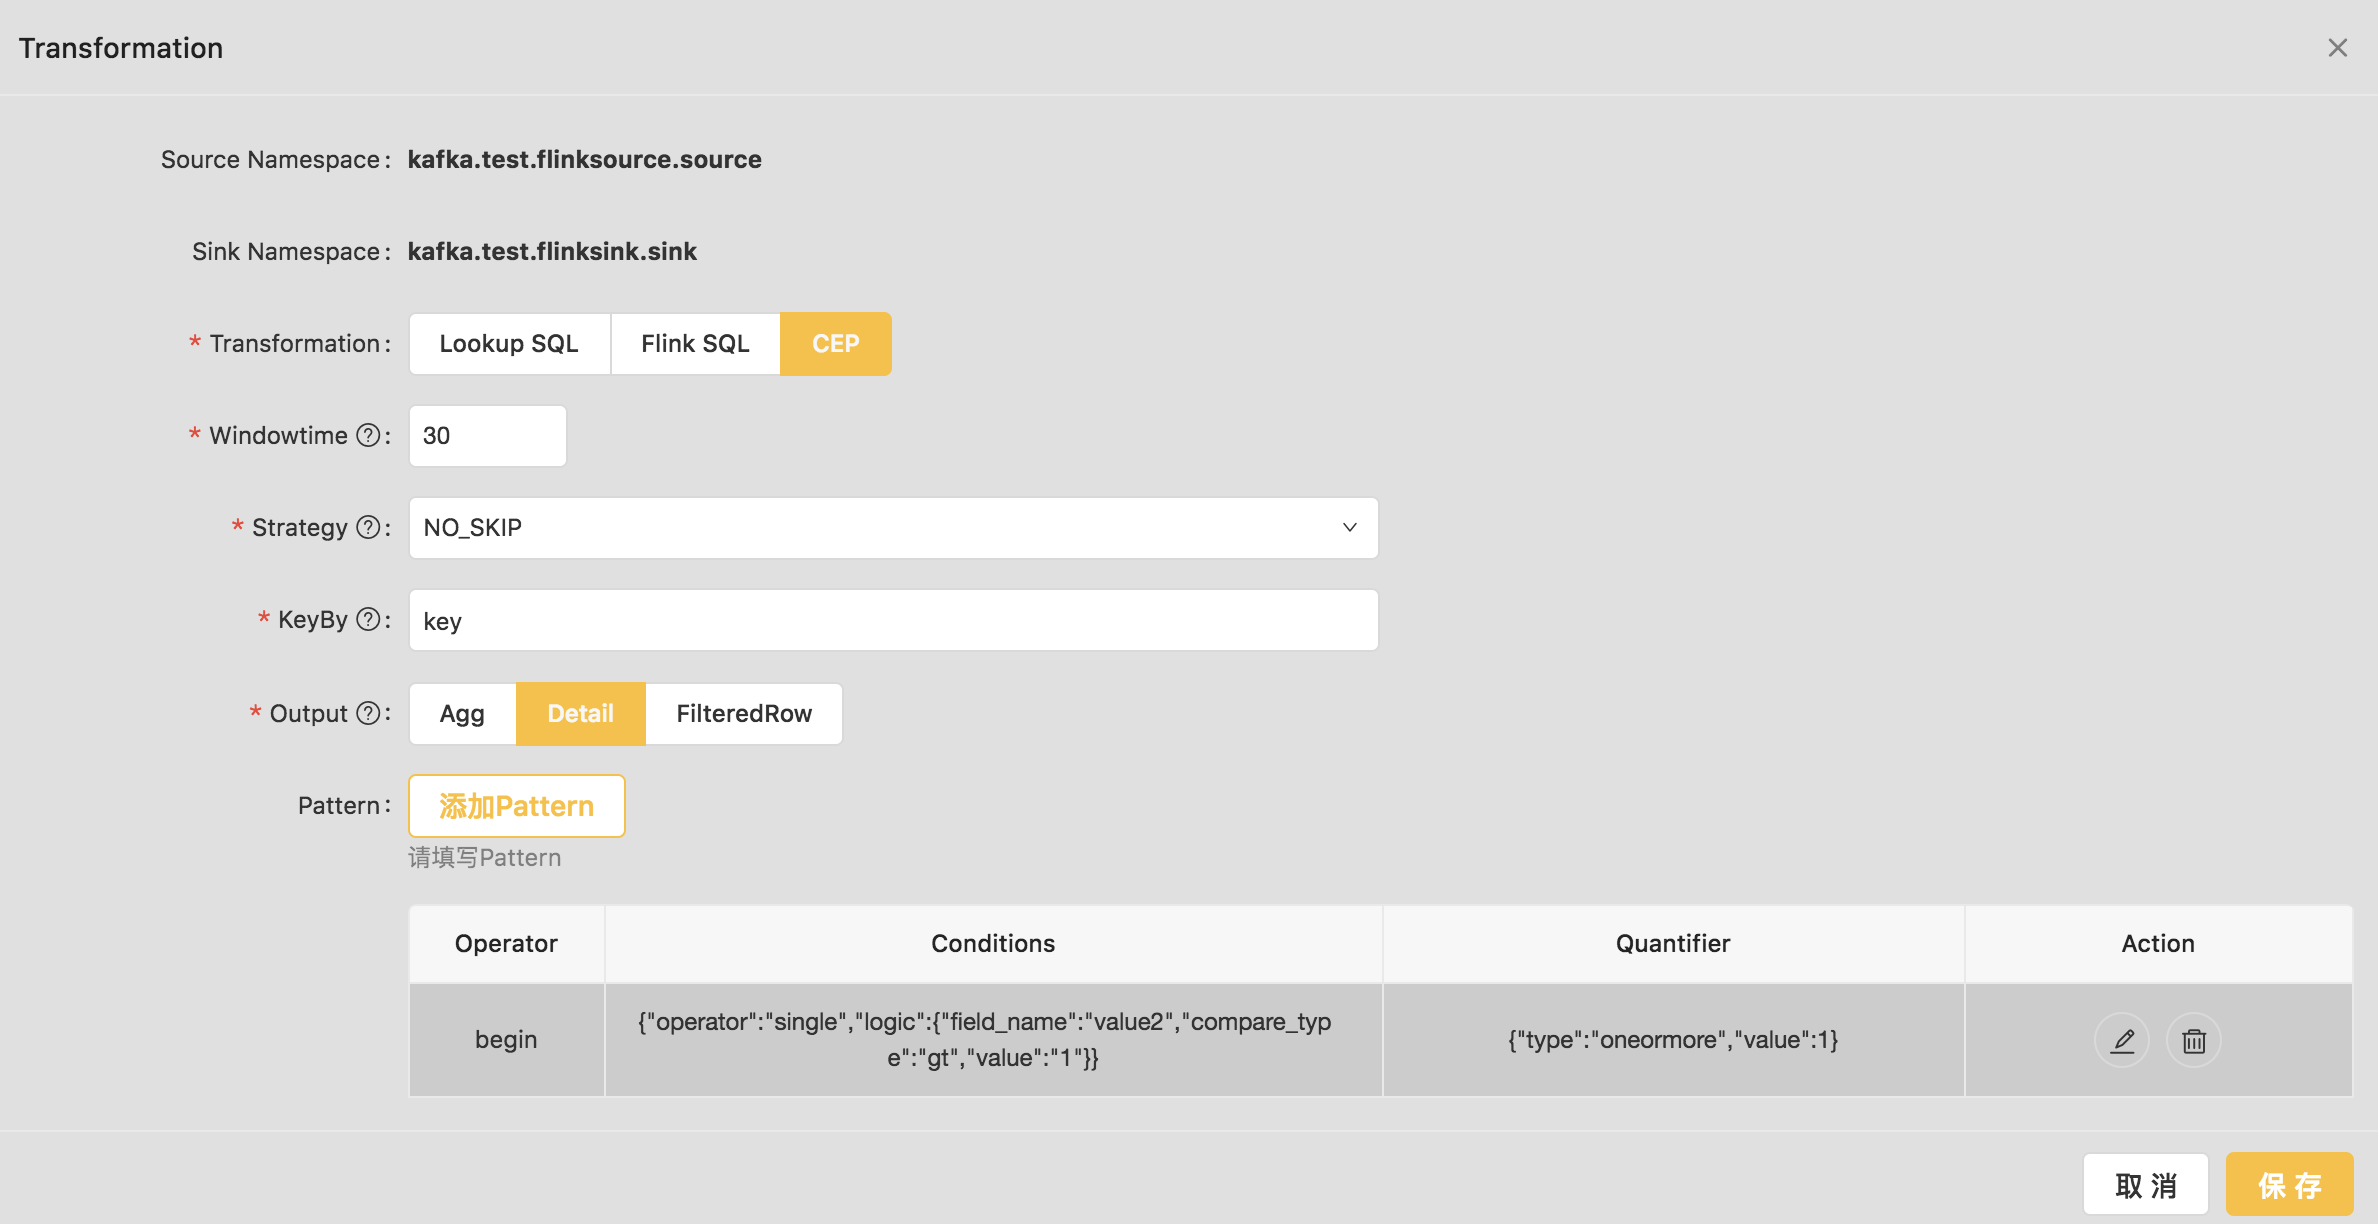 Transformation
Source Namespace: kafka.test.flinksource.source
Sink Namespace: kafka.test.flinksink.sink
* Transformation: Lookup SQL Flink SQL CEP
* Windowtime ?: 30
* Strategy ?: NO_SKIP
* KeyBy ?: key
* Output ?: Agg Detail FilteredRow
Pattern: 添加Pattern
请填写Pattern
Operator Conditions Quantifier Action
begin {"operator":"single","logic":{"field_name":"value2","compare_typ
e":"gt","value":"1"}} {"type":"oneormore","value":1}
取 消 保 存